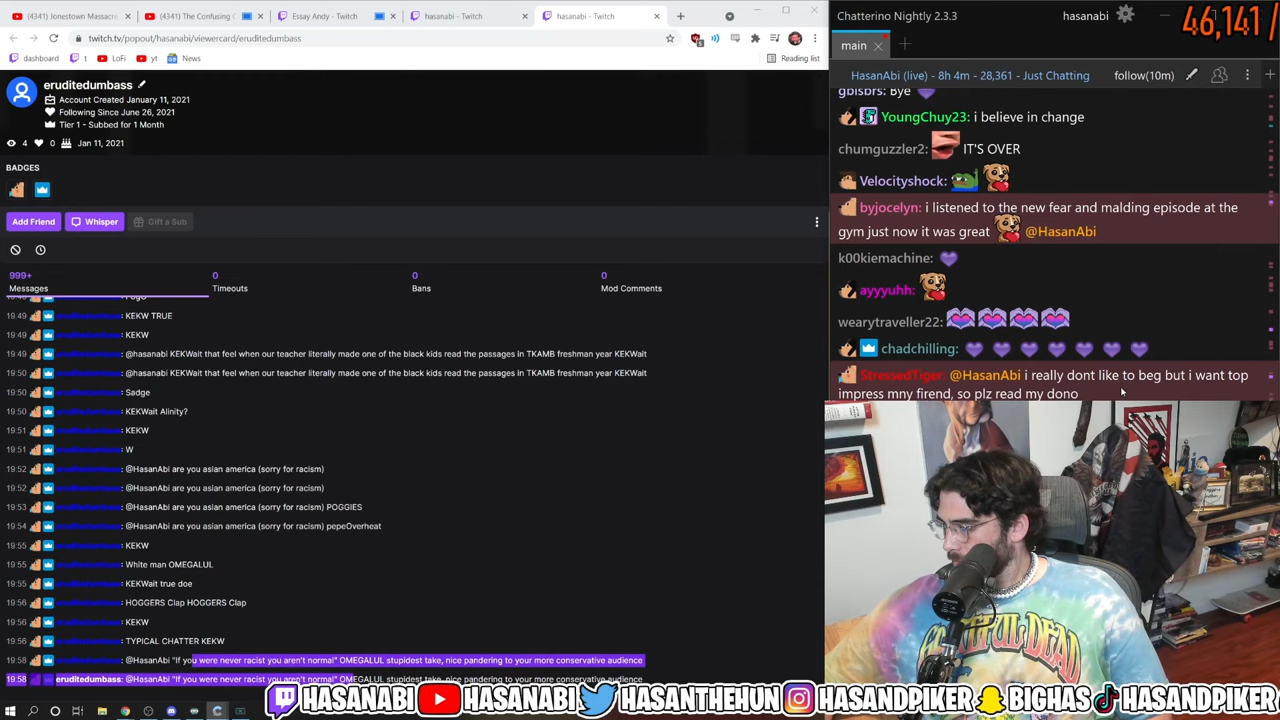 (4341) Jonestown Massacre
(4341) The Confusing C
Essay Andy - Twitch
hasanabi - Twitch
hasanabi - Twitch
twitch.tv/popout/hasanabi/viewercard/eruditedumbass
dashboard
t
LoFi
yt
News
Reading list
eruditedumbass
Account Created January 11, 2021
Following Since June 26, 2021
Tier 1 - Subbed for 1 Month
4
0
Jan 11, 2021
BADGES
Add Friend
Whisper
Gift a Sub
999+
Messages
0
Timeouts
0
Bans
0
Mod Comments
19:49 : KEKW TRUE
19:49 : KEKW
19:49 : @hasanabi KEKWait that feel when our teacher literally made one of the black kids read the passages in TKAMB freshman year KEKWait
19:50 : @hasanabi KEKWait that feel when our teacher literally made one of the black kids read the passages in TKAMB freshman year KEKWait
19:50 : Sadge
19:50 : KEKWait Alinity?
19:51 : KEKW
19:51 : W
19:52 : @HasanAbi are you asian america (sorry for racism)
19:52 : @HasanAbi are you asian america (sorry for racism)
19:53 : @HasanAbi are you asian america (sorry for racism) POGGIES
19:54 : @HasanAbi are you asian america (sorry for racism) pepeOverheat
19:55 : KEKW
19:55 : White man OMEGALUL
19:55 : KEKWait true doe
19:56 : HOGGERS Clap HOGGERS Clap
19:56 : KEKW
19:56 : TYPICAL CHATTER KEKW
19:58 : @HasanAbi "If you were never racist you aren't normal" OMEGALUL stupidest take, nice pandering to your more conservative audience
19:58 eruditedumbass: @HasanAbi "If you were never racist you aren't normal" OMEGALUL stupidest take, nice pandering to your more conservative audience
Chatterino Nightly 2.3.3
hasanabi
46,141 /
main
HasanAbi (live) - 8h 4m - 28,361 - Just Chatting
follow(10m)
gbisbrs: Bye
YoungChuy23: i believe in change
chumguzzler2: IT'S OVER
Velocityshock:
byjocelyn: i listened to the new fear and malding episode at the
gym just now it was great @HasanAbi
k00kiemachine:
ayyyuhh:
wearytraveller22:
chadchilling:
StressedTiger: @HasanAbi i really dont like to beg but i want top
impress mny firend, so plz read my dono
GRATEFUL DEAD
HASANABI
HASANABI
HASANTHEHUN
HASANDPIKER
BIGHAS
HASANDPIKER